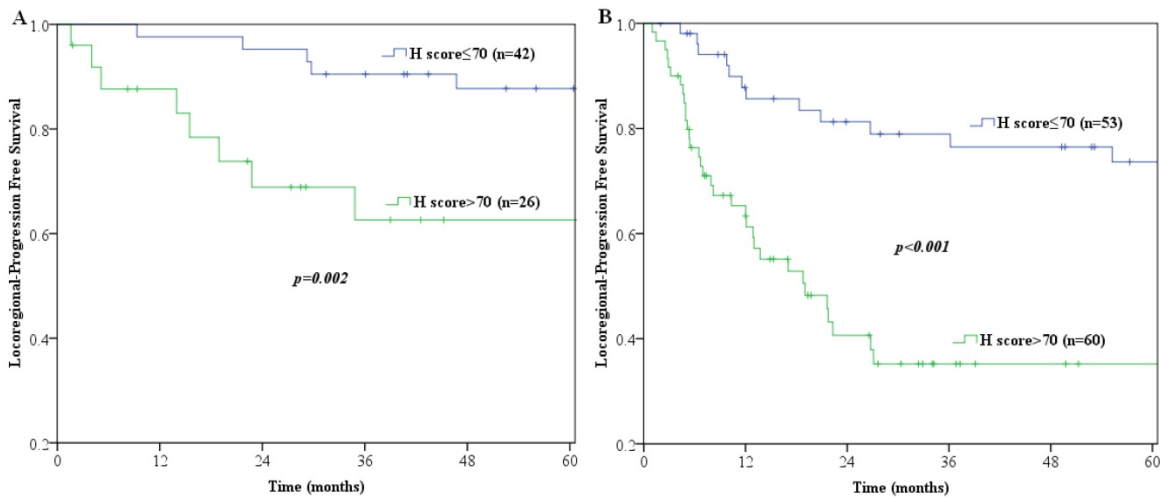 A
Locoregional-Progression Free Survival
1.0
0.8
0.6
0.4
0.2
H score≤70 (n=42)
H score>70 (n=26)
p=0.002
0 12 24 36 48 60
Time (months)
B
Locoregional-Progression Free Survival
1.0
0.8
0.6
0.4
0.2
H score≤70 (n=53)
p<0.001
H score>70 (n=60)
0 12 24 36 48 60
Time (months)